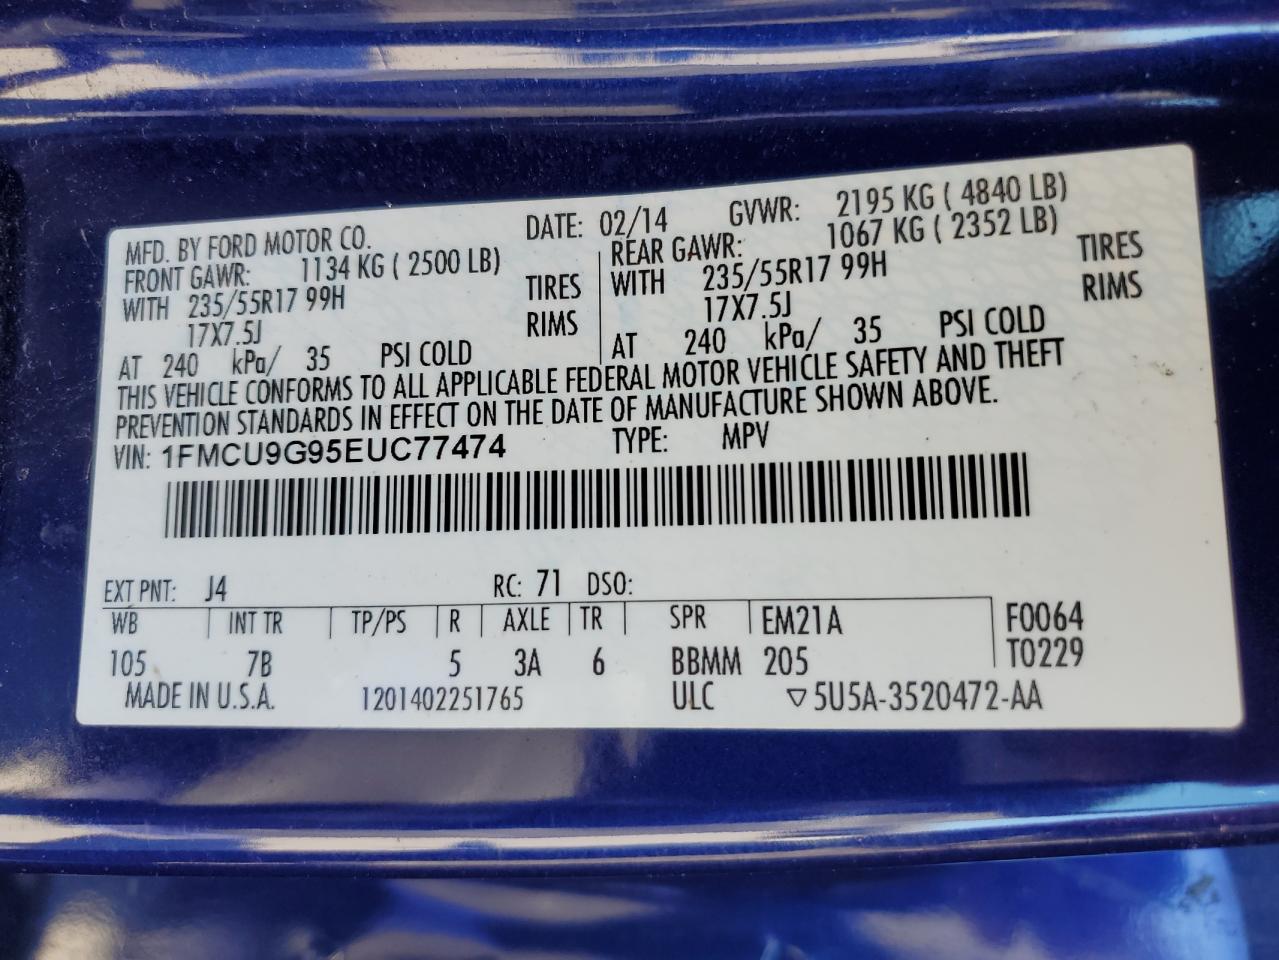 MFD. BY FORD MOTOR CO. DATE: 02/14 GVWR: 2195 KG ( 4840 LB)
FRONT GAWR: 1134 KG ( 2500 LB) REAR GAWR: 1067 KG ( 2352 LB)
WITH 235/55R17 99H TIRES WITH 235/55R17 99H TIRES
17X7.5J RIMS 17X7.5J RIMS
AT 240 kPa/ 35 PSI COLD AT 240 kPa/ 35 PSI COLD
THIS VEHICLE CONFORMS TO ALL APPLICABLE FEDERAL MOTOR VEHICLE SAFETY AND THEFT
PREVENTION STANDARDS IN EFFECT ON THE DATE OF MANUFACTURE SHOWN ABOVE.
VIN: 1FMCU9G95EUC77474 TYPE: MPV
EXT PNT: J4 RC: 71 DSO:
WB INT TR TP/PS R AXLE TR SPR EM21A F0064
105 7B 5 3A 6 BBMM 205 T0229
MADE IN U.S.A. 1201402251765 ULC ▽5U5A-3520472-AA